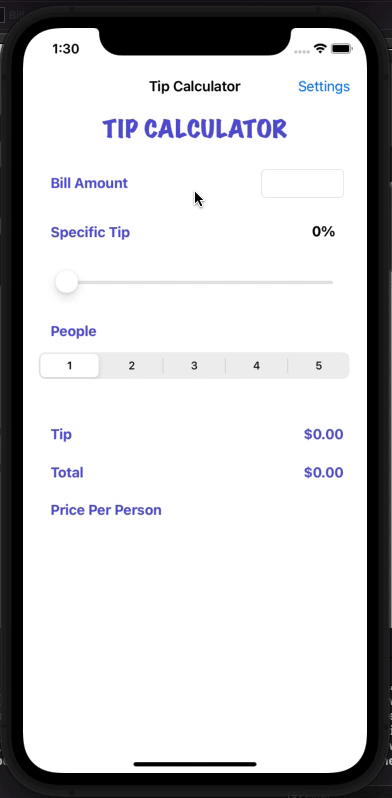 1:30
Tip Calculator Settings
TIP CALCULATOR
Bill Amount
Specific Tip 0%
People
1 2 3 4 5
Tip $0.00
Total $0.00
Price Per Person